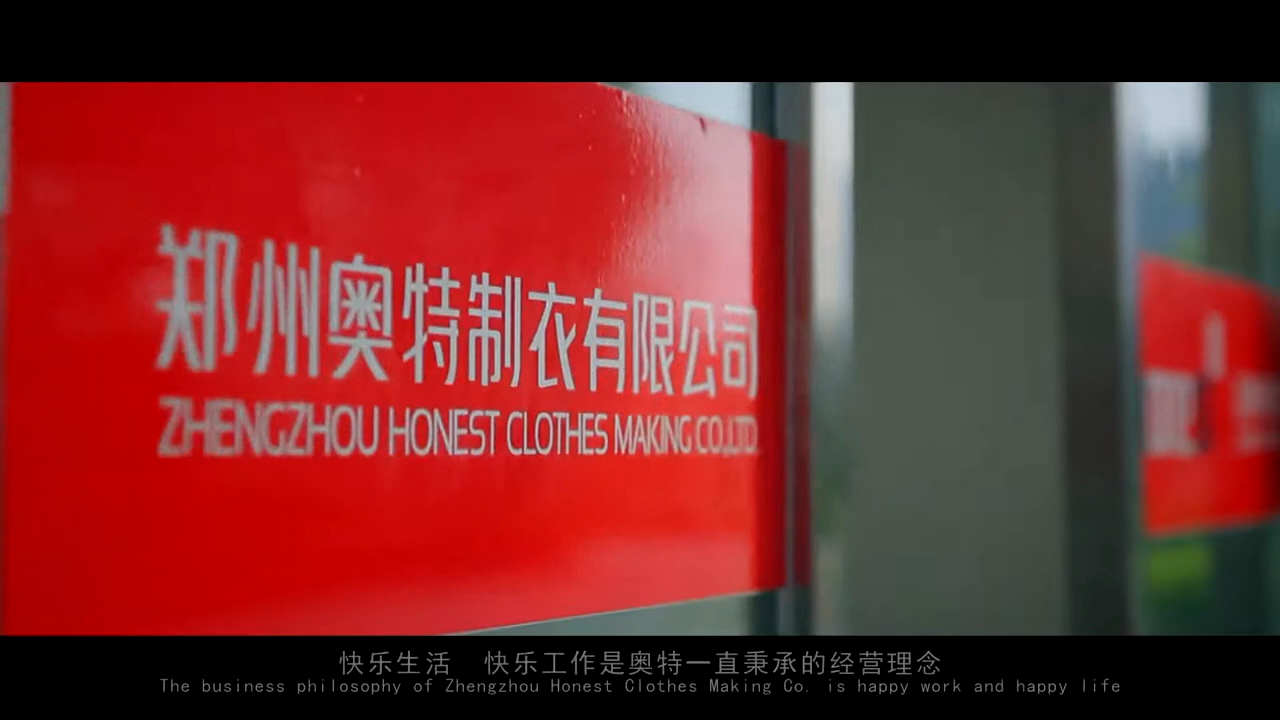 郑州奥特制衣有限公司
ZHENGZHOU HONEST CLOTHES MAKING CO.,LTD.
快乐生活 快乐工作是奥特一直秉承的经营理念
The business philosophy of Zhengzhou Honest Clothes Making Co. is happy work and happy life